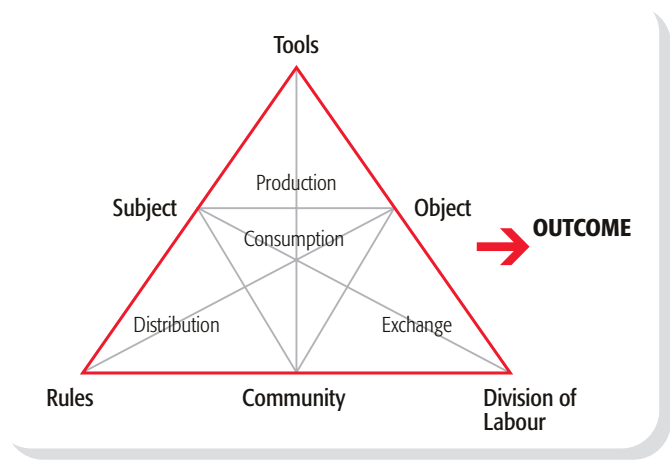 Tools
Production
Subject
Object
OUTCOME
Consumption
Distribution
Exchange
Rules
Community
Division of
Labour